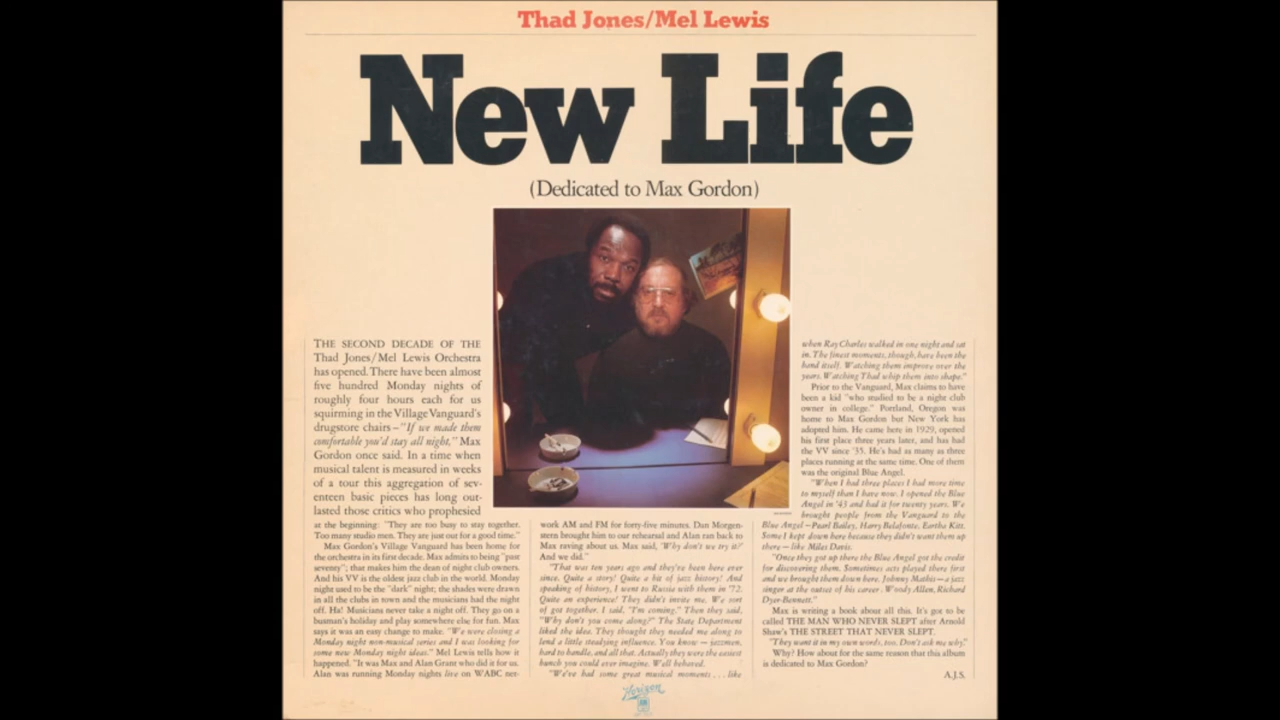 Thad Jones/Mel Lewis
New Life
(Dedicated to Max Gordon)
THE SECOND DECADE OF THE
Thad Jones/Mel Lewis Orchestra
has opened. There have been almost
five hundred Monday nights of
roughly four hours each for us
squirming in the Village Vanguard's
drugstore chairs–"If we made them
comfortable you'd stay all night," Max
Gordon once said. In a time when
musical talent is measured in weeks
of a tour this aggregation of sev-
enteen basic pieces has long out-
lasted those critics who prophesied
at the beginning: "They are too busy to stay together.
Too many studio men. They are just out for a good time."
Max Gordon's Village Vanguard has been home for
the orchestra in its first decade. Max admits to being "past
seventy"; that makes him the dean of night club owners.
And his VV is the oldest jazz club in the world. Monday
night used to be the "dark" night; the shades were drawn
in all the clubs in town and the musicians had the night
off. Ha! Musicians never take a night off. They go on a
busman's holiday and play somewhere else for fun. Max
says it was an easy change to make. "We were closing a
Monday night non-musical series and I was looking for
some new Monday night ideas." Mel Lewis tells how it
happened. "It was Max and Alan Grant who did it for us.
Alan was running Monday nights live on WABC net-
work AM and FM for forty-five minutes. Dan Morgen-
stern brought him to our rehearsal and Alan ran back to
Max raving about us. Max said, 'Why don't we try it?'
And we did."
"That was ten years ago and they've been here ever
since. Quite a story! Quite a bit of jazz history! And
speaking of history, I went to Russia with them in '72.
Quite an experience! They didn't invite me. We sort
of got together. I said, "I'm coming." Then they said,
"Why don't you come along?" The State Department
liked the idea. They thought they needed me along to
lend a little steadying influence. You know — jazzmen,
hard to handle, and all that. Actually they were the easiest
bunch you could ever imagine. Well behaved.
"We've had some great musical moments . . . like
when Ray Charles walked in one night and sat
in. The finest moments, though, have been the
band itself. Watching them improve over the
years. Watching Thad whip them into shape."
Prior to the Vanguard, Max claims to have
been a kid "who studied to be a night club
owner in college." Portland, Oregon was
home to Max Gordon but New York has
adopted him. He came here in 1929, opened
his first place three years later, and has had
the VV since '35. He's had as many as three
places running at the same time. One of them
was the original Blue Angel.
"When I had three places I had more time
to myself than I have now. I opened the Blue
Angel in '43 and had it for twenty years. We
brought people from the Vanguard to the
Blue Angel—Pearl Bailey, Harry Belafonte, Eartha Kitt.
Some I kept down here because they didn't want them up
there — like Miles Davis.
"Once they got up there the Blue Angel got the credit
for discovering them. Sometimes acts played there first
and we brought them down here. Johnny Mathis—a jazz
singer at the outset of his career. Woody Allen, Richard
Dyer-Bennett."
Max is writing a book about all this. It's got to be
called THE MAN WHO NEVER SLEPT after Arnold
Shaw's THE STREET THAT NEVER SLEPT.
"They want it in my own words, too. Don't ask me why."
Why? How about for the same reason that this album
is dedicated to Max Gordon?
A.J.S.
Horizon